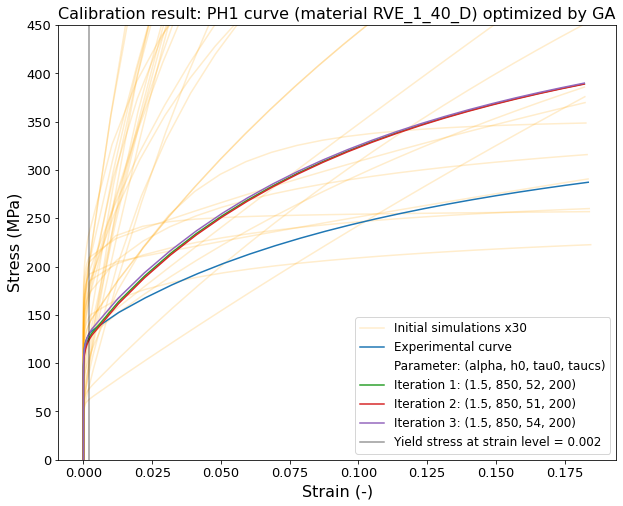 Calibration result: PH1 curve (material RVE_1_40_D) optimized by GA
450
400
350
300
250
200
150
100
50
0
Stress (MPa)
0.000
0.025
0.050
0.075
0.100
0.125
0.150
0.175
Strain (-)
Initial simulations x30
Experimental curve
Parameter: (alpha, h0, tau0, taucs)
Iteration 1: (1.5, 850, 52, 200)
Iteration 2: (1.5, 850, 51, 200)
Iteration 3: (1.5, 850, 54, 200)
Yield stress at strain level = 0.002